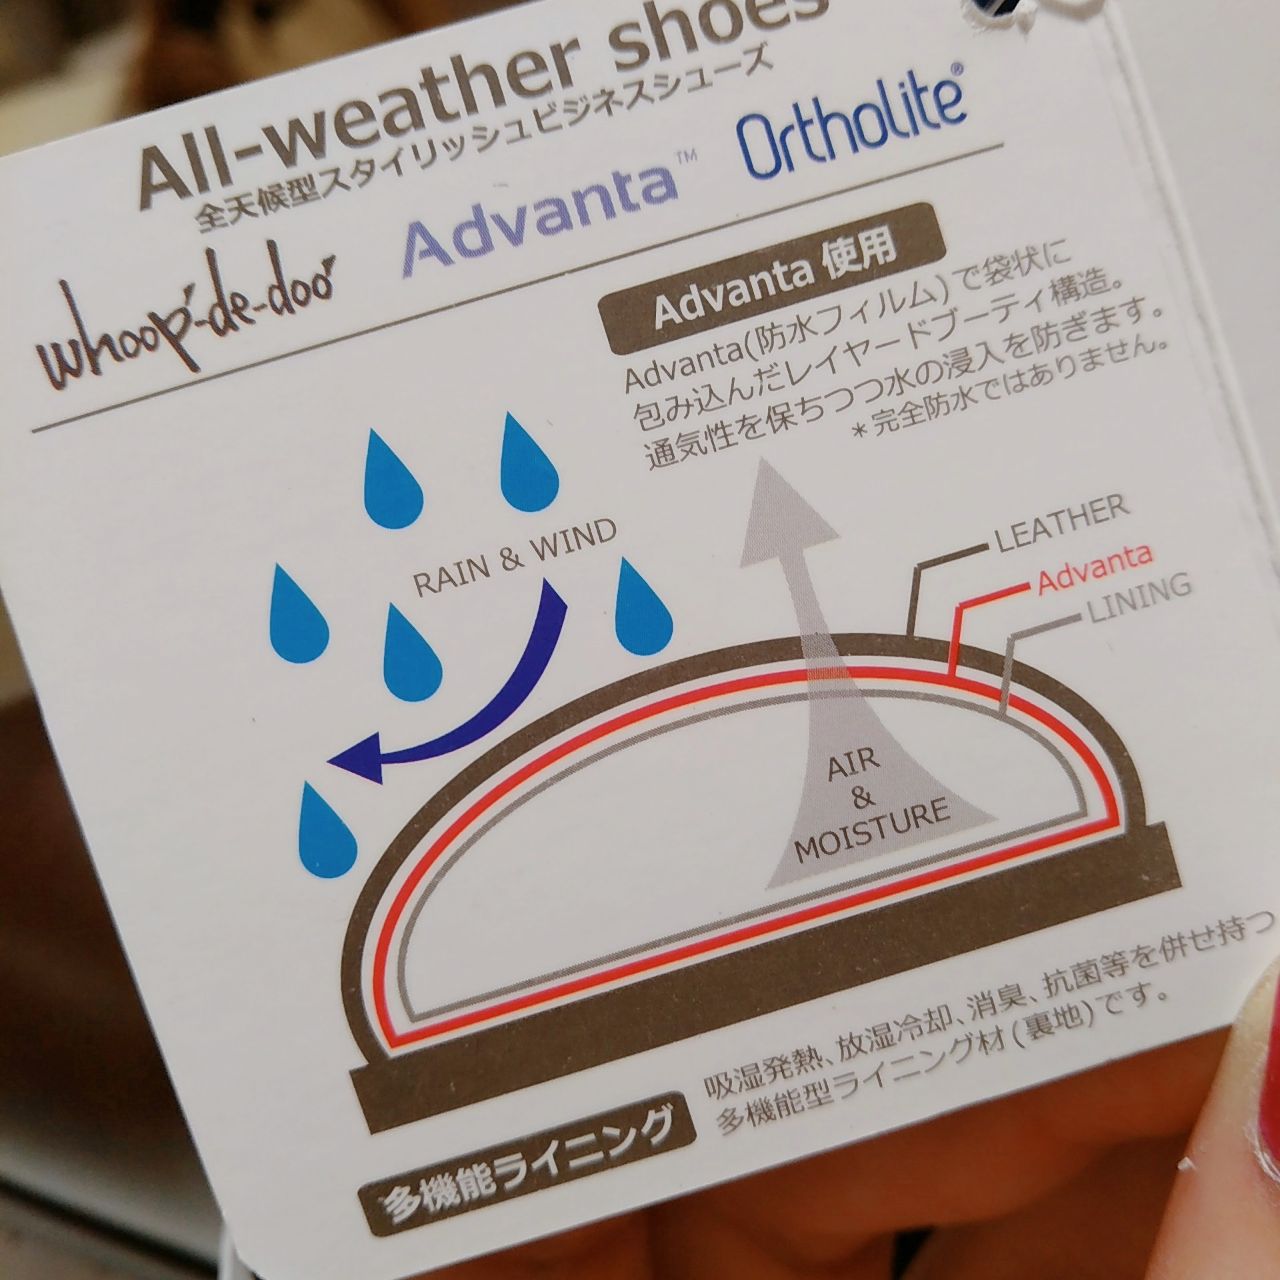 All-weather shoes
全天候型スタイリッシュビジネスシューズ
whoop'-de-doo' Advanta™ Ortholite®
Advanta 使用
Advanta(防水フィルム)で袋状に
包み込んだレイヤードブーティ構造。
通気性を保ちつつ水の浸入を防ぎます。
*完全防水ではありません。
RAIN & WIND
LEATHER
Advanta
LINING
AIR
&
MOISTURE
多機能ライニング
吸湿発熱、放湿冷却、消臭、抗菌等を併せ持つ
多機能型ライニング材(裏地)です。